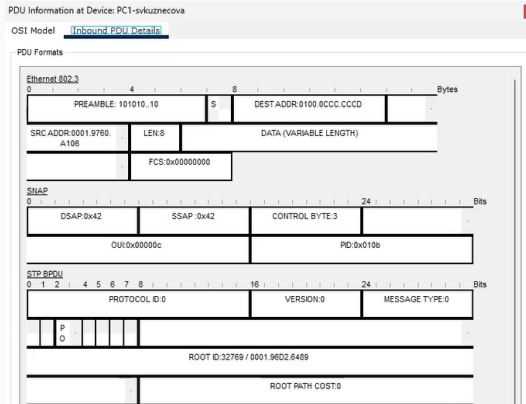 PDU Information at Device: PC1-svkuznecova
OSI Model Inbound PDU Details
PDU Formats
Ethernet 802.3
0 4 8 Bytes
PREAMBLE: 101010..10 S DEST ADDR:0100.0CCC.CCCD
SRC ADDR:0001.9760.A106 LEN:8 DATA (VARIABLE LENGTH)
FCS:0x00000000
SNAP
0 24 Bits
DSAP:0x42 SSAP :0x42 CONTROL BYTE:3
OUI:0x00000c PID:0x010b
STP BPDU
0 1 2 4 5 6 7 8 16 24 Bits
PROTOCOL ID:0 VERSION:0 MESSAGE TYPE:0
P
O
ROOT ID:32769 / 0001.96D2.6489
ROOT PATH COST:0